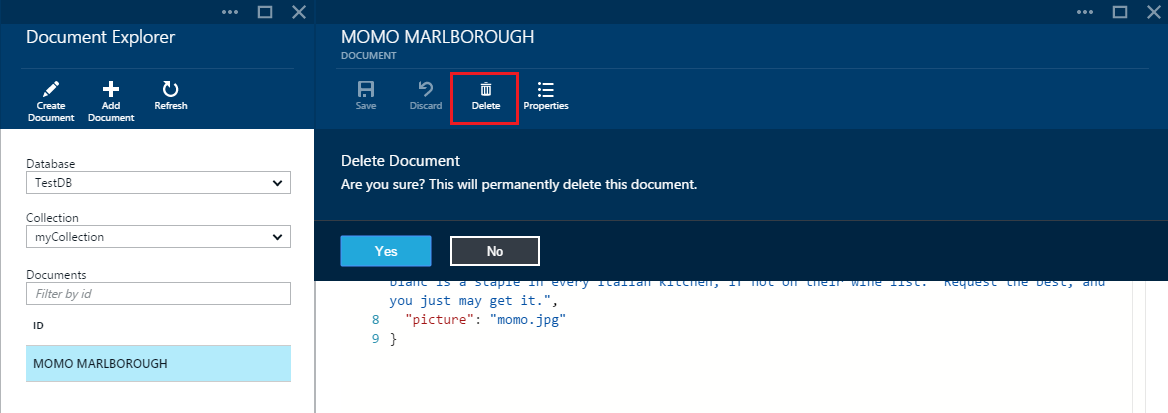 Document Explorer
Create
Document
Add
Document
Refresh
Database
TestDB
Collection
myCollection
Documents
Filter by id
ID
MOMO MARLBOROUGH
MOMO MARLBOROUGH
DOCUMENT
Save
Discard
Delete
Properties
Delete Document
Are you sure? This will permanently delete this document.
Yes
No
blanc is a staple in every Italian kitchen, if not on their wine list.  Request the best, and
you just may get it.",
8 "picture": "momo.jpg"
9 }